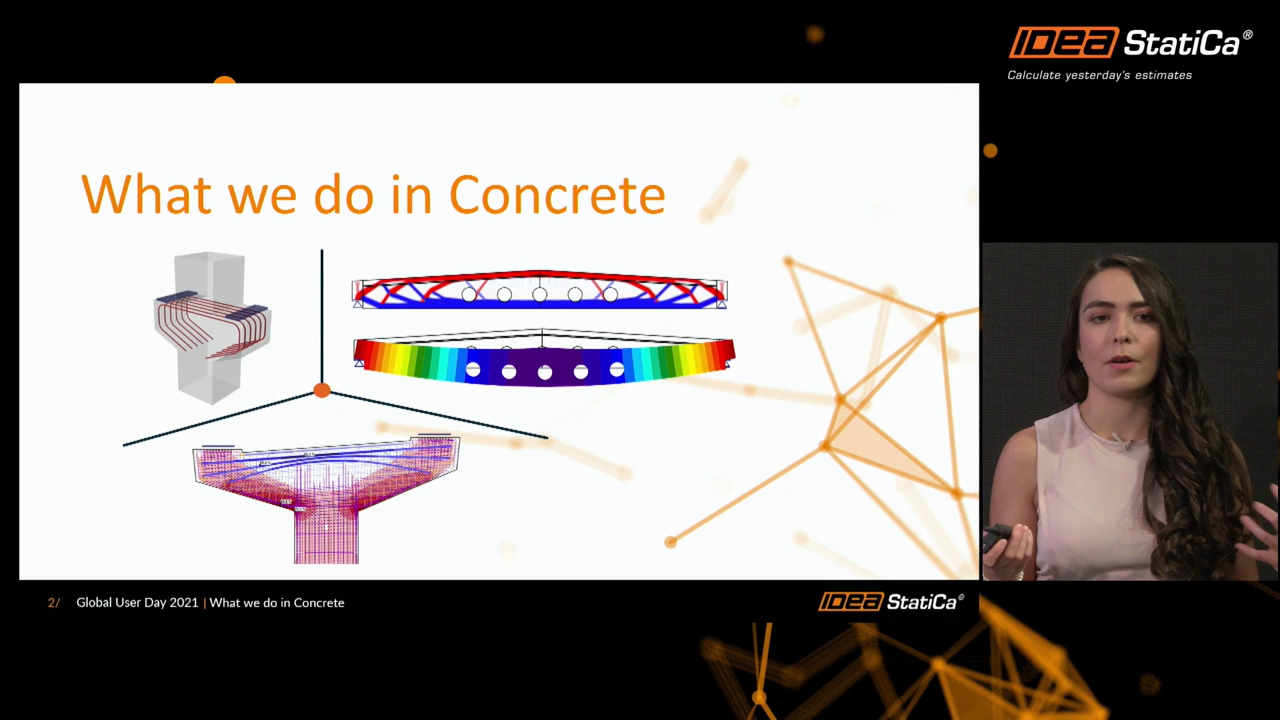 IDEA StatiCa®
Calculate yesterday's estimates
What we do in Concrete
2/ Global User Day 2021 | What we do in Concrete
IDEA StatiCa®